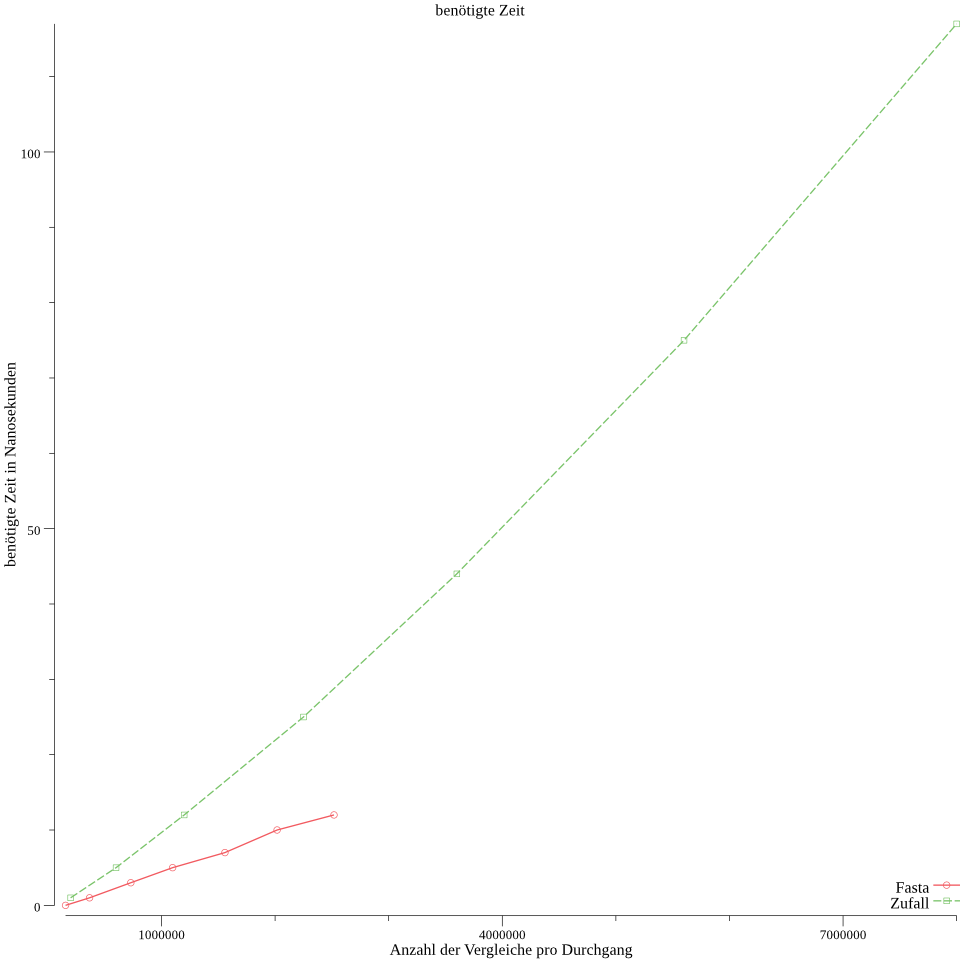 benötigte Zeit
100
50
0
benötigte Zeit in Nanosekunden
1000000
4000000
7000000
Anzahl der Vergleiche pro Durchgang
Fasta
Zufall